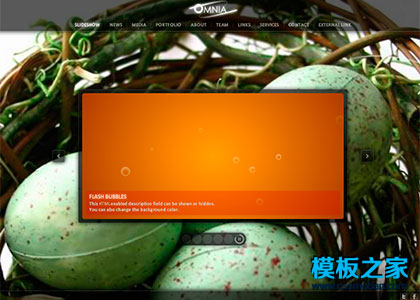 OMNIA
SLIDESHOW NEWS MEDIA PORTFOLIO ABOUT TEAM LINKS SERVICES CONTACT EXTERNAL LINK
FLASH BUBBLES
This HTML enabled description field can be shown or hidden.
You can also change the background color.
模板之家